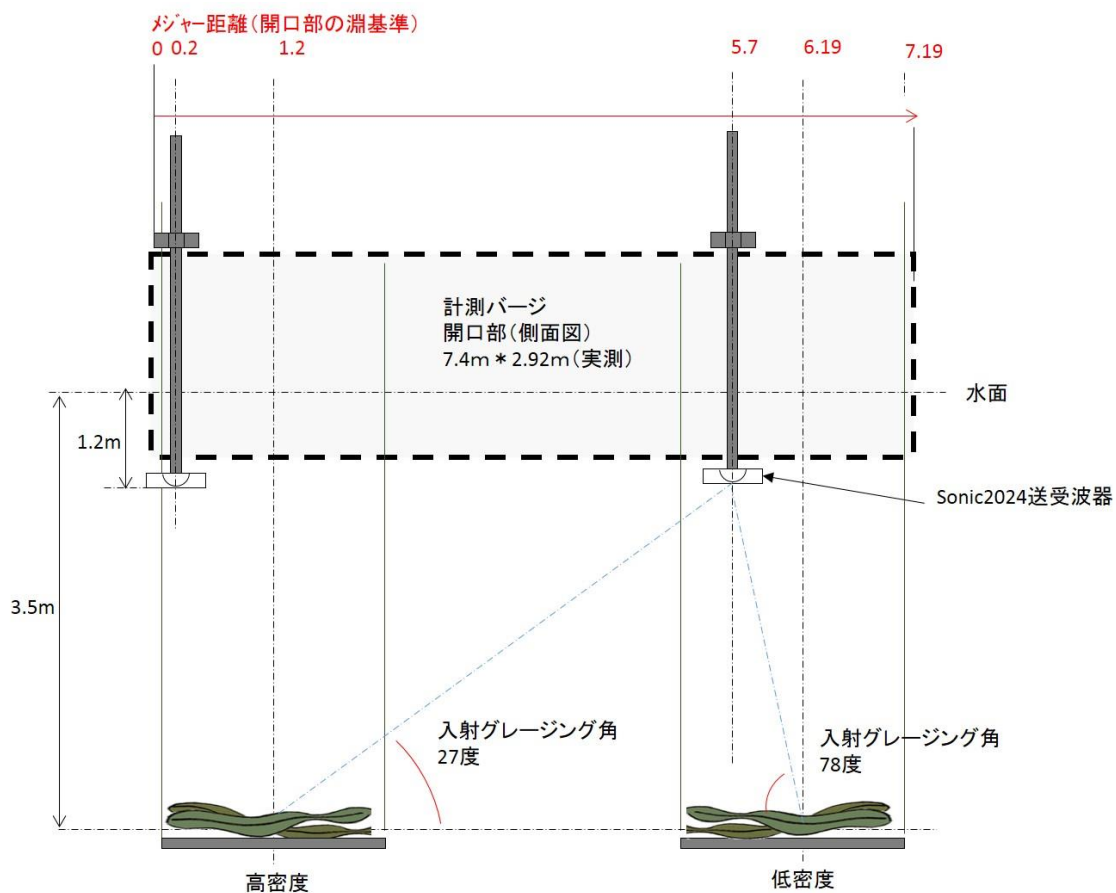 メジャー距離(開口部の淵基準)
0 0.2 1.2 5.7 6.19 7.19
計測バージ
開口部(側面図)
7.4m*2.92m(実測)
水面
1.2m
Sonic2024送受波器
3.5m
入射グレージング角
27度
入射グレージング角
78度
高密度
低密度